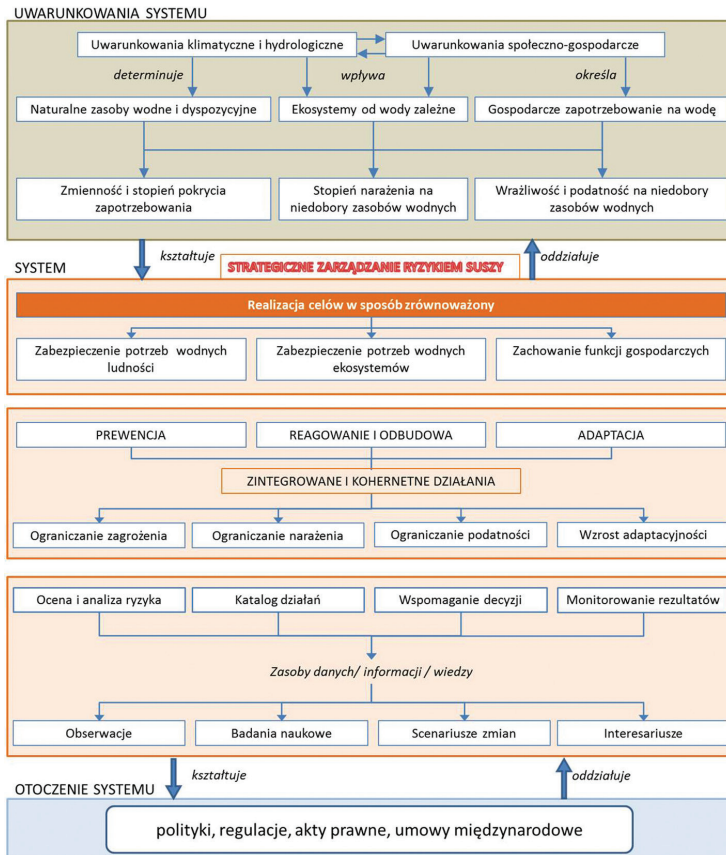 UWARUNKOWANIA SYSTEMU
Uwarunkowania klimatyczne i hydrologiczne
Uwarunkowania społeczno-gospodarcze
determinuje
wpływa
określa
Naturalne zasoby wodne i dyspozycyjne
Ekosystemy od wody zależne
Gospodarcze zapotrzebowanie na wodę
Zmienność i stopień pokrycia
zapotrzebowania
Stopień narażenia na
niedobory zasobów wodnych
Wrażliwość i podatność na niedobory
zasobów wodnych
kształtuje
oddziałuje
SYSTEM
STRATEGICZNE ZARZĄDZANIE RYZYKIEM SUSZY
Realizacja celów w sposób zrównoważony
Zabezpieczenie potrzeb wodnych
ludności
Zabezpieczenie potrzeb wodnych
ekosystemów
Zachowanie funkcji gospodarczych
PREWENCJA
REAGOWANIE I ODBUDOWA
ADAPTACJA
ZINTEGROWANE I KOHERNETNE DZIAŁANIA
Ograniczanie zagrożenia
Ograniczanie narażenia
Ograniczanie podatności
Wzrost adaptacyjności
Ocena i analiza ryzyka
Katalog działań
Wspomaganie decyzji
Monitorowanie rezultatów
Zasoby danych/ informacji / wiedzy
Obserwacje
Badania naukowe
Scenariusze zmian
Interesariusze
kształtuje
oddziałuje
OTOCZENIE SYSTEMU
polityki, regulacje, akty prawne, umowy międzynarodowe